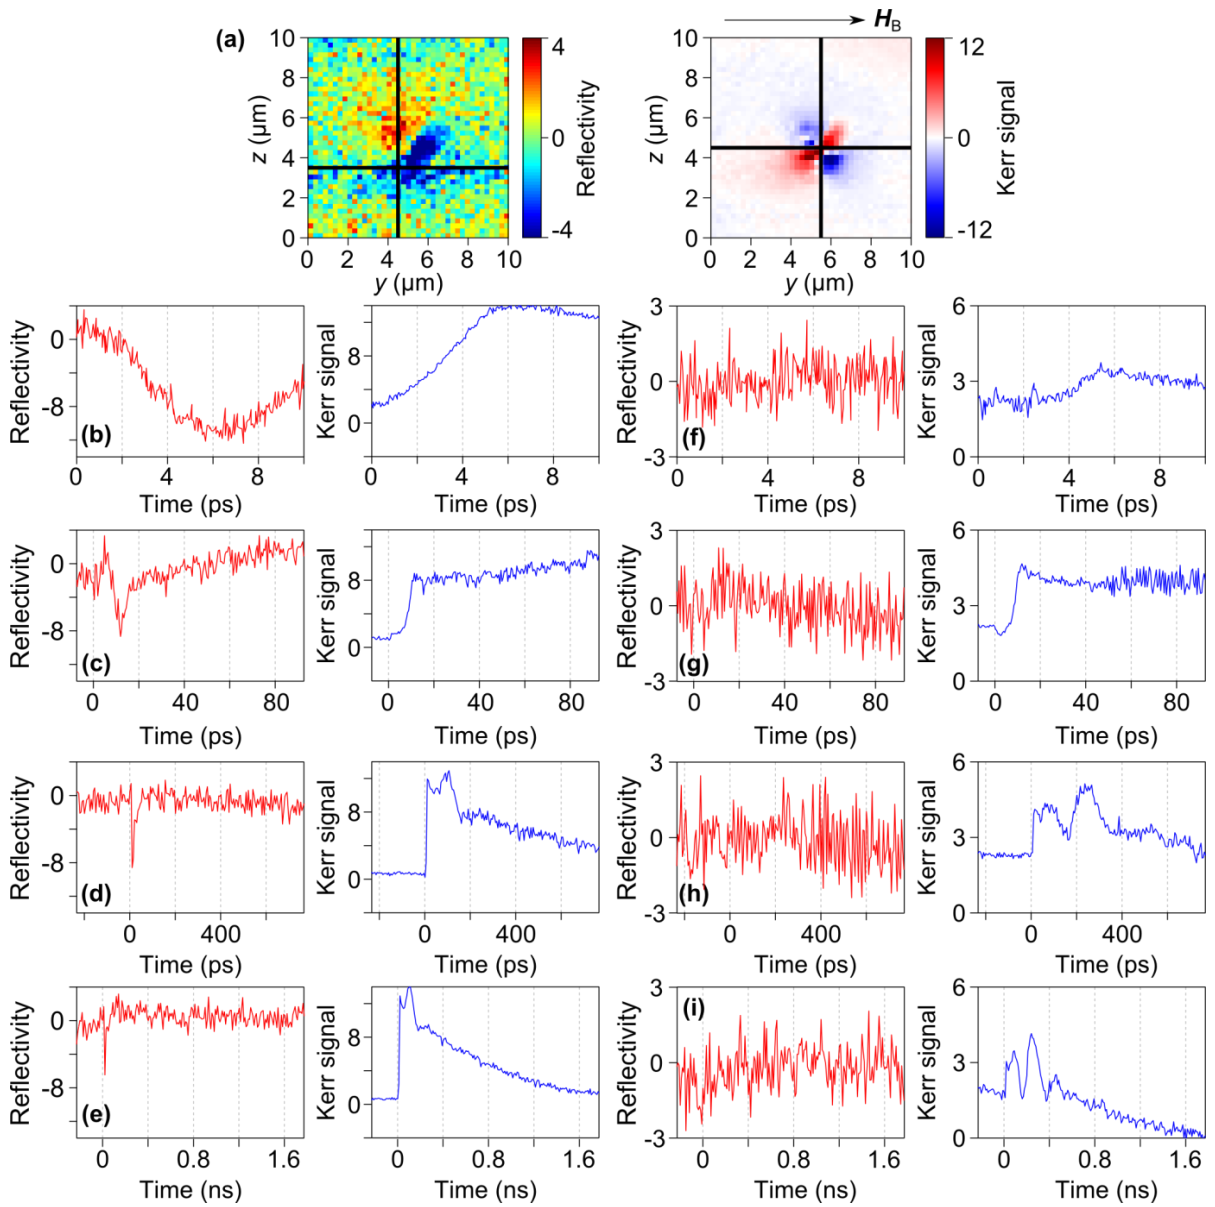 (a)
H_B
10
8
6
4
2
0
z (µm)
0 2 4 6 8 10
y (µm)
4
0
-4
Reflectivity
10
8
6
4
2
0
z (µm)
0 2 4 6 8 10
y (µm)
12
0
-12
Kerr signal
(b)
Reflectivity
0
-8
0 4 8
Time (ps)
Kerr signal
8
0
0 4 8
Time (ps)
(f)
Reflectivity
3
0
-3
0 4 8
Time (ps)
Kerr signal
6
3
0
0 4 8
Time (ps)
(c)
Reflectivity
0
-8
0 40 80
Time (ps)
Kerr signal
8
0
0 40 80
Time (ps)
(g)
Reflectivity
3
0
-3
0 40 80
Time (ps)
Kerr signal
6
3
0
0 40 80
Time (ps)
(d)
Reflectivity
0
-8
0 400
Time (ps)
Kerr signal
8
0
0 400
Time (ps)
(h)
Reflectivity
3
0
-3
0 400
Time (ps)
Kerr signal
6
3
0
0 400
Time (ps)
(e)
Reflectivity
0
-8
0 0.8 1.6
Time (ns)
Kerr signal
8
0
0 0.8 1.6
Time (ns)
(i)
Reflectivity
3
0
-3
0 0.8 1.6
Time (ns)
Kerr signal
6
3
0
0 0.8 1.6
Time (ns)